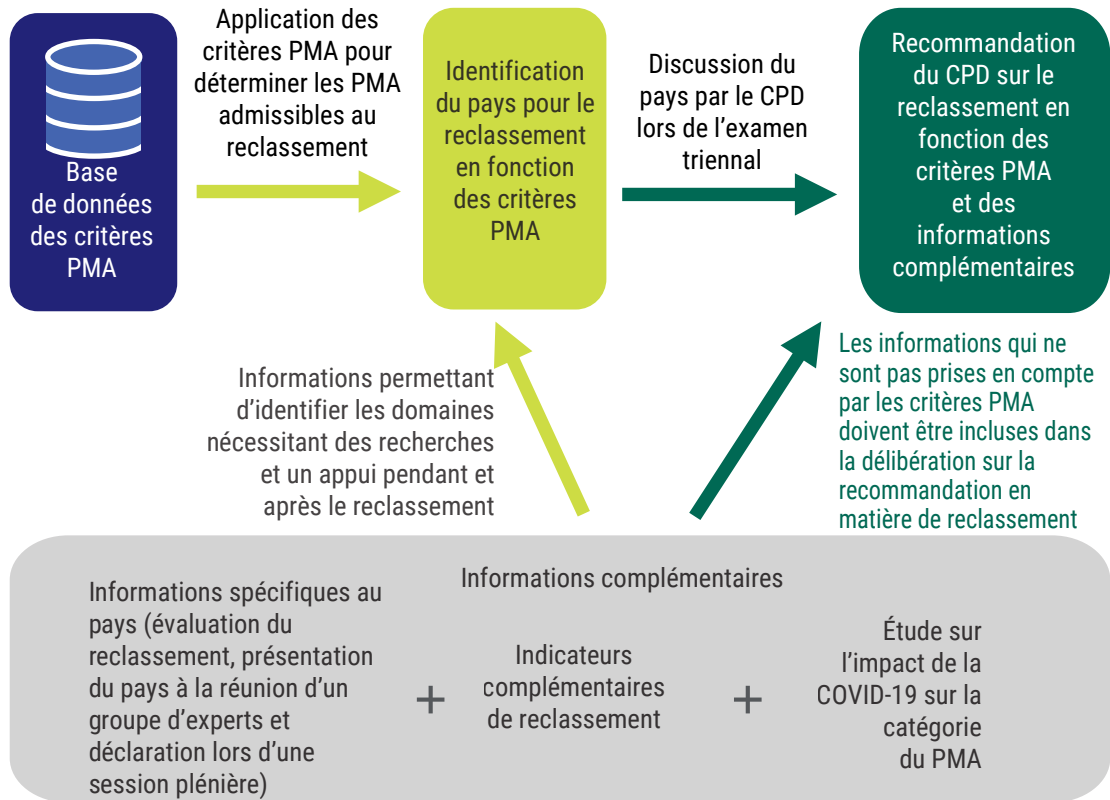 Base
de données
des critères
PMA
Application des
critères PMA pour
déterminer les PMA
admissibles au
reclassement
Identification
du pays pour le
reclassement
en fonction
des critères
PMA
Discussion du
pays par le CPD
lors de l’examen
triennal
Recommandation
du CPD sur le
reclassement en
fonction des
critères PMA
et des
informations
complémentaires
Informations permettant
d’identifier les domaines
nécessitant des recherches
et un appui pendant et
après le reclassement
Les informations qui ne
sont pas prises en compte
par les critères PMA
doivent être incluses dans
la délibération sur la
recommandation en
matière de reclassement
Informations complémentaires
Informations spécifiques au
pays (évaluation du
reclassement, présentation
du pays à la réunion d’un
groupe d’experts et
déclaration lors d’une
session plénière)
+
Indicateurs
complémentaires
de reclassement
+
Étude sur
l’impact de la
COVID-19 sur la
catégorie
du PMA